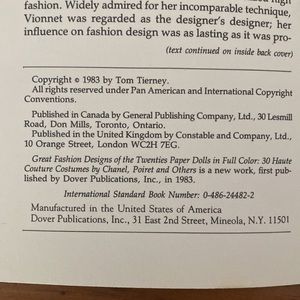 fashion. Widely admired for her incomparable technique,
Vionnet was regarded as the designer's designer; her
influence on fashion design was as lasting as it was pro-
(text continued on inside back cover)
Copyright © 1983 by Tom Tierney.
All rights reserved under Pan American and International Copyright
Conventions.
Published in Canada by General Publishing Company, Ltd., 30 Lesmill
Road, Don Mills, Toronto, Ontario.
Published in the United Kingdom by Constable and Company, Ltd.,
10 Orange Street, London WC2H 7EG.
Great Fashion Designs of the Twenties Paper Dolls in Full Color: 30 Haute
Couture Costumes by Chanel, Poiret and Others is a new work, first pub-
lished by Dover Publications, Inc., in 1983.
International Standard Book Number: 0-486-24482-2
Manufactured in the United States of America
Dover Publications, Inc., 31 East 2nd Street, Mineola, N.Y. 11501